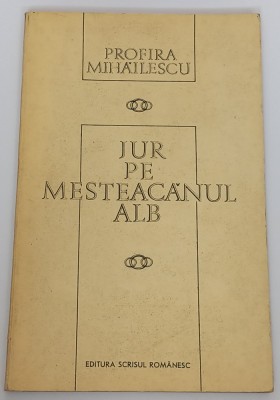 PROFIRA
MIHĂILESCU
JUR
PE
MESTEACĂNUL
ALB
EDITURA SCRISUL ROMÂNESC